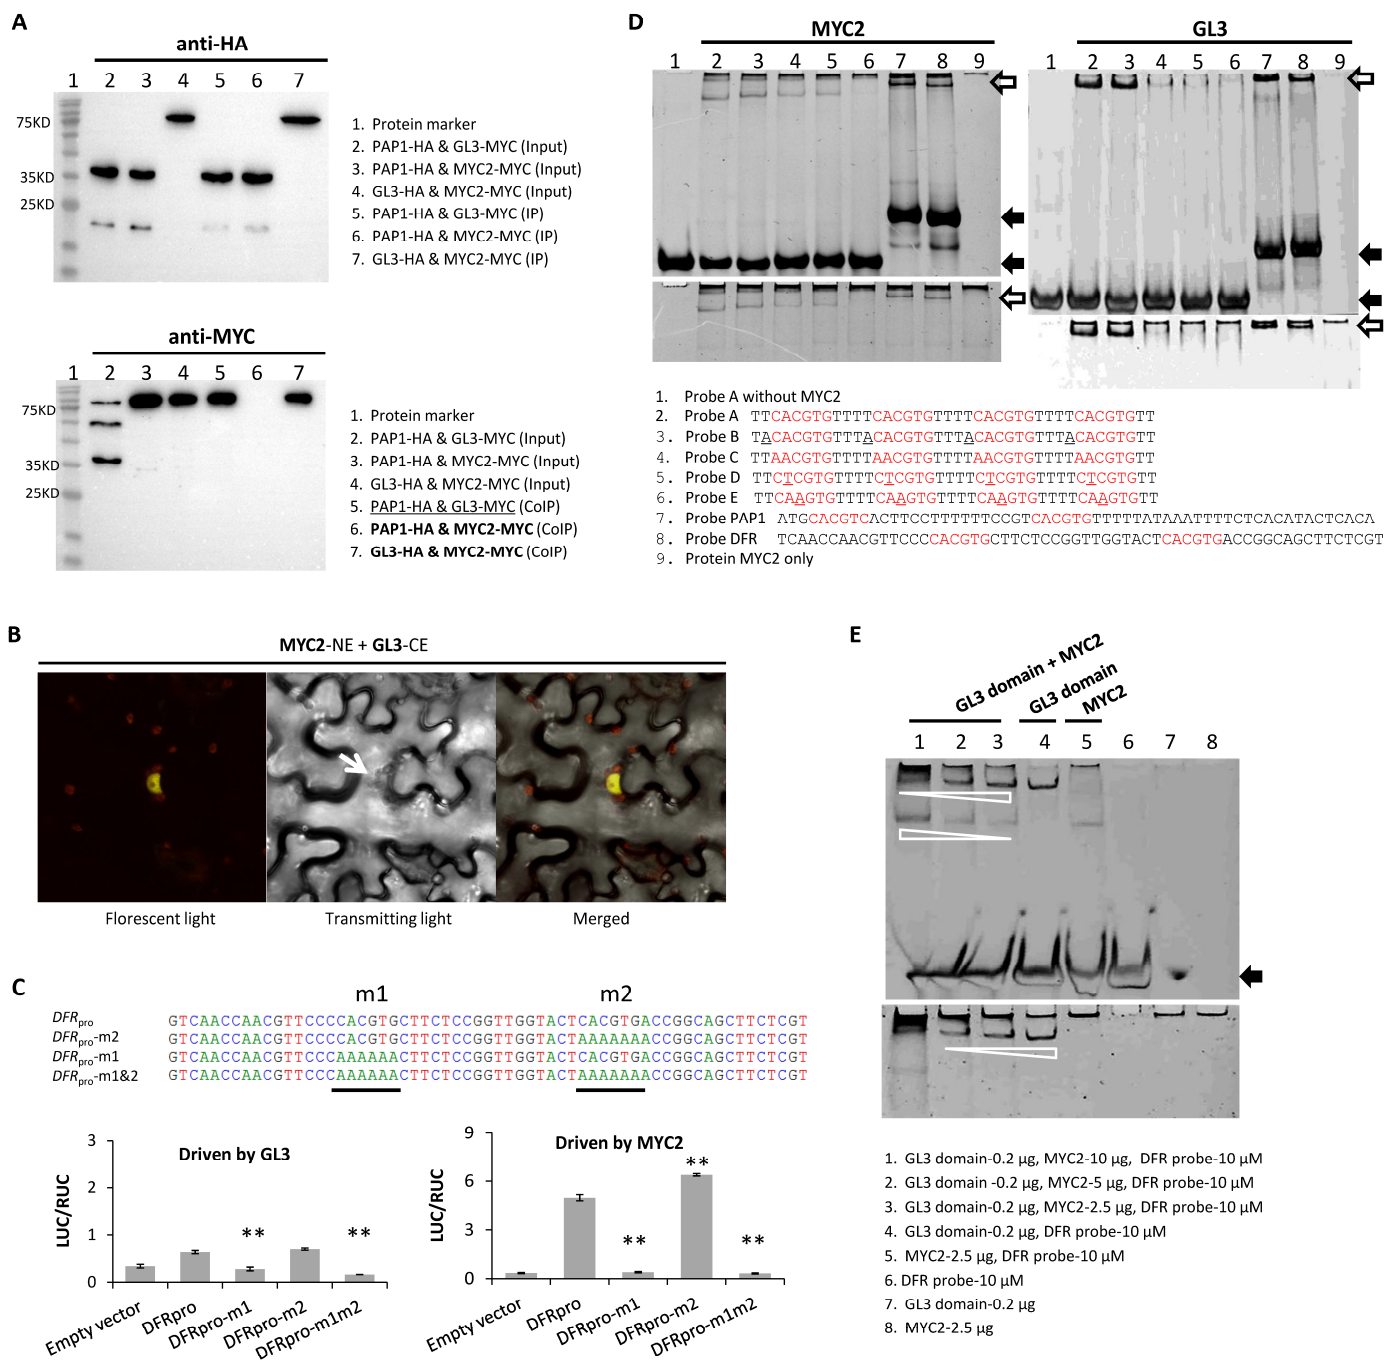 A
anti-HA
1 2 3 4 5 6 7
75KD
35KD
25KD
1. Protein marker
2. PAP1-HA & GL3-MYC (Input)
3. PAP1-HA & MYC2-MYC (Input)
4. GL3-HA & MYC2-MYC (Input)
5. PAP1-HA & GL3-MYC (IP)
6. PAP1-HA & MYC2-MYC (IP)
7. GL3-HA & MYC2-MYC (IP)
anti-MYC
1 2 3 4 5 6 7
75KD
35KD
25KD
1. Protein marker
2. PAP1-HA & GL3-MYC (Input)
3. PAP1-HA & MYC2-MYC (Input)
4. GL3-HA & MYC2-MYC (Input)
5. PAP1-HA & GL3-MYC (CoIP)
6. PAP1-HA & MYC2-MYC (CoIP)
7. GL3-HA & MYC2-MYC (CoIP)
D
MYC2
1 2 3 4 5 6 7 8 9
GL3
1 2 3 4 5 6 7 8 9
1. Probe A without MYC2
2. Probe A TTCACGTGTTTTCACGTGTTTTCACGTGTTTTCACGTGTT
3. Probe B TACACGTGTTTACACGTGTTTACACGTGTTTACACGTGTT
4. Probe C TTAACGTGTTTTAACGTGTTTTAACGTGTTTTAACGTGTT
5. Probe D TTCTCGTGTTTTCTCGTGTTTTCTCGTGTTTTCTCGTGTT
6. Probe E TTCAAGTGTTTTCAAGTGTTTTCAAGTGTTTTCAAGTGTT
7. Probe PAP1 ATGCACGTCACTTCCTTTTTTCCGTCACGTGTTTTTATAAATTTTCTCACATACTCACA
8. Probe DFR TCAACCAACGTTCCCCACGTGCTTCTCCGGTTGGTACTCACGTGACCGGCAGCTTCTCGT
9. Protein MYC2 only
B
MYC2-NE + GL3-CE
Florescent light
Transmitting light
Merged
C
m1 m2
DFRpro GTCAACCAACGTTCCCCACGTGCTTCTCCGGTTGGTACTCACGTGACCGGCAGCTTCTCGT
DFRpro-m2 GTCAACCAACGTTCCCCACGTGCTTCTCCGGTTGGTACTAAAAAAACCGGCAGCTTCTCGT
DFRpro-m1 GTCAACCAACGTTCCCAAAAAACTTCTCCGGTTGGTACTCACGTGACCGGCAGCTTCTCGT
DFRpro-m1&2 GTCAACCAACGTTCCCAAAAAACTTCTCCGGTTGGTACTAAAAAAACCGGCAGCTTCTCGT
Driven by GL3
LUC/RUC
3
2
1
0
** **
Empty vector
DFRpro
DFRpro-m1
DFRpro-m2
DFRpro-m1m2
Driven by MYC2
LUC/RUC
9
6
3
0
** ** **
Empty vector
DFRpro
DFRpro-m1
DFRpro-m2
DFRpro-m1m2
E
GL3 domain + MYC2
GL3 domain
MYC2
1 2 3 4 5 6 7 8
1. GL3 domain-0.2 µg, MYC2-10 µg, DFR probe-10 µM
2. GL3 domain -0.2 µg, MYC2-5 µg, DFR probe-10 µM
3. GL3 domain-0.2 µg, MYC2-2.5 µg, DFR probe-10 µM
4. GL3 domain-0.2 µg, DFR probe-10 µM
5. MYC2-2.5 µg, DFR probe-10 µM
6. DFR probe-10 µM
7. GL3 domain-0.2 µg
8. MYC2-2.5 µg